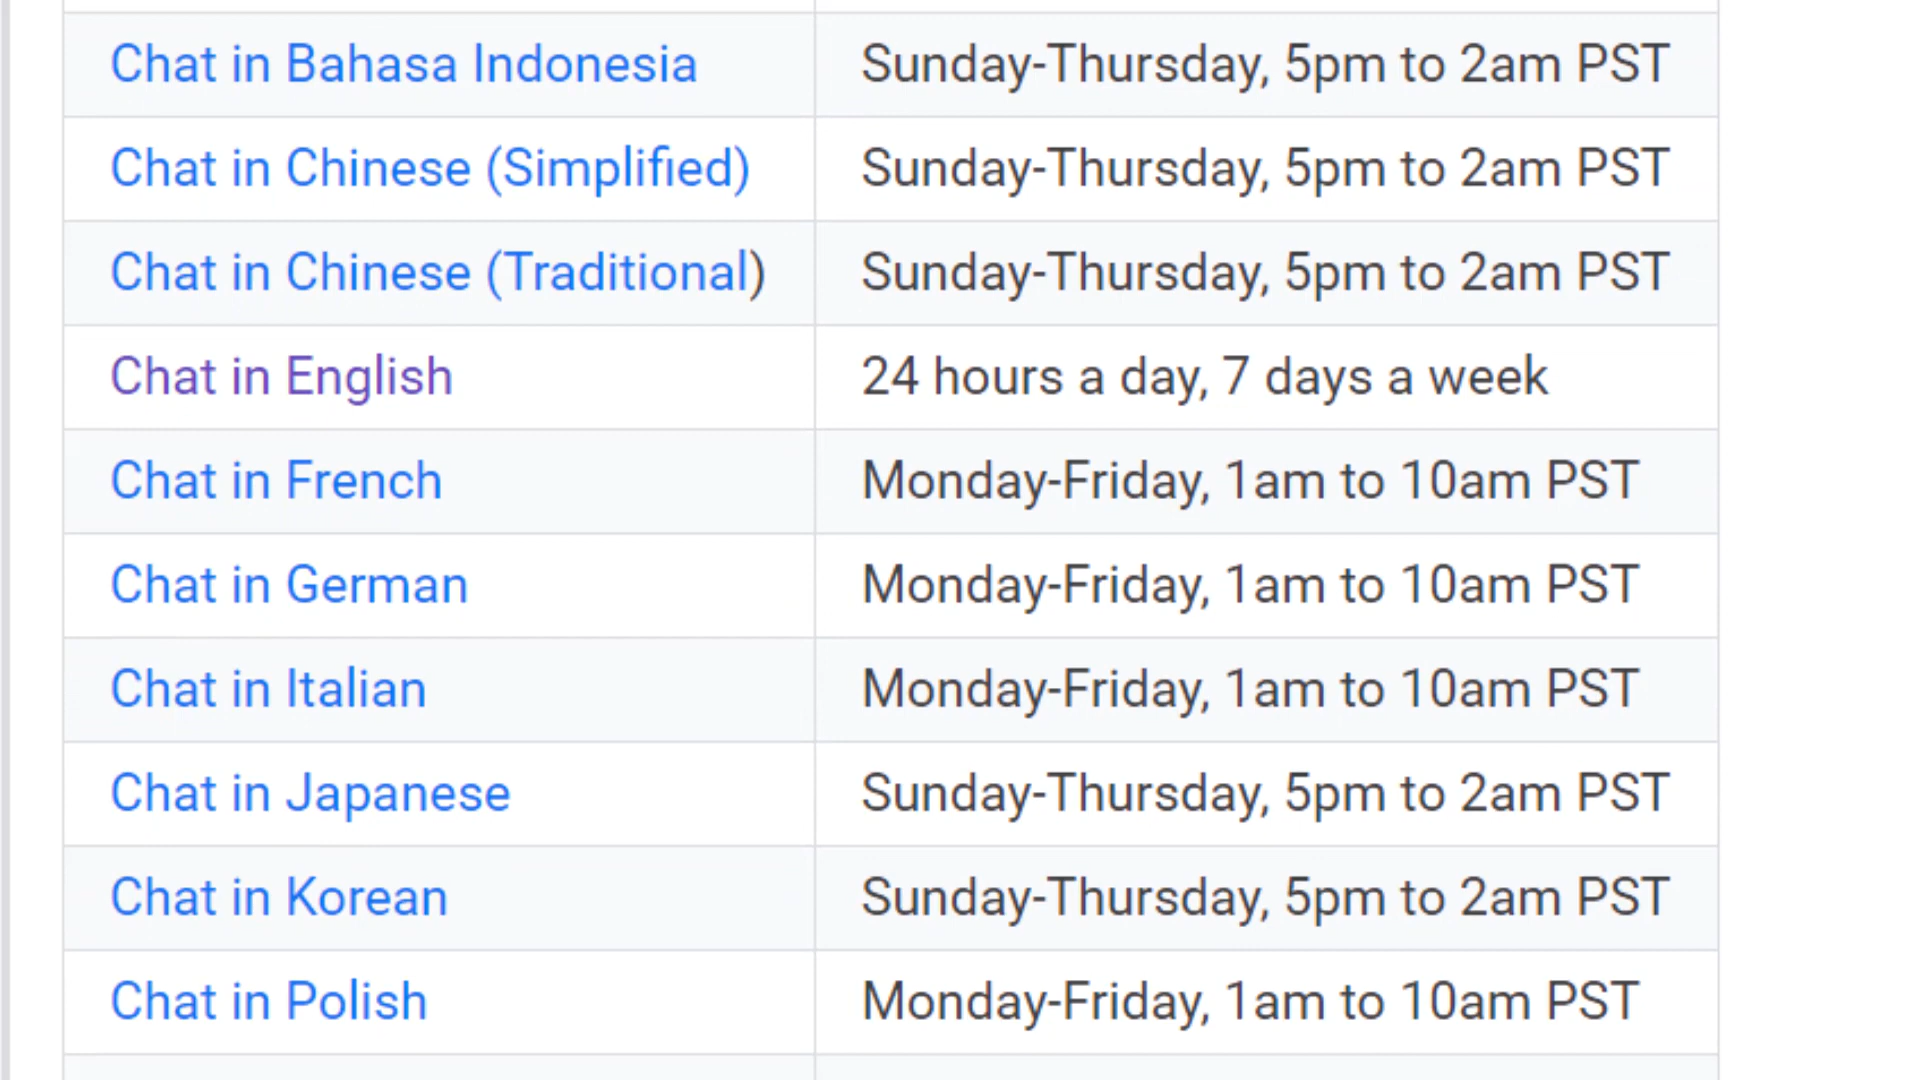 Chat in Bahasa Indonesia Sunday-Thursday, 5pm to 2am PST
Chat in Chinese (Simplified) Sunday-Thursday, 5pm to 2am PST
Chat in Chinese (Traditional) Sunday-Thursday, 5pm to 2am PST
Chat in English 24 hours a day, 7 days a week
Chat in French Monday-Friday, 1am to 10am PST
Chat in German Monday-Friday, 1am to 10am PST
Chat in Italian Monday-Friday, 1am to 10am PST
Chat in Japanese Sunday-Thursday, 5pm to 2am PST
Chat in Korean Sunday-Thursday, 5pm to 2am PST
Chat in Polish Monday-Friday, 1am to 10am PST